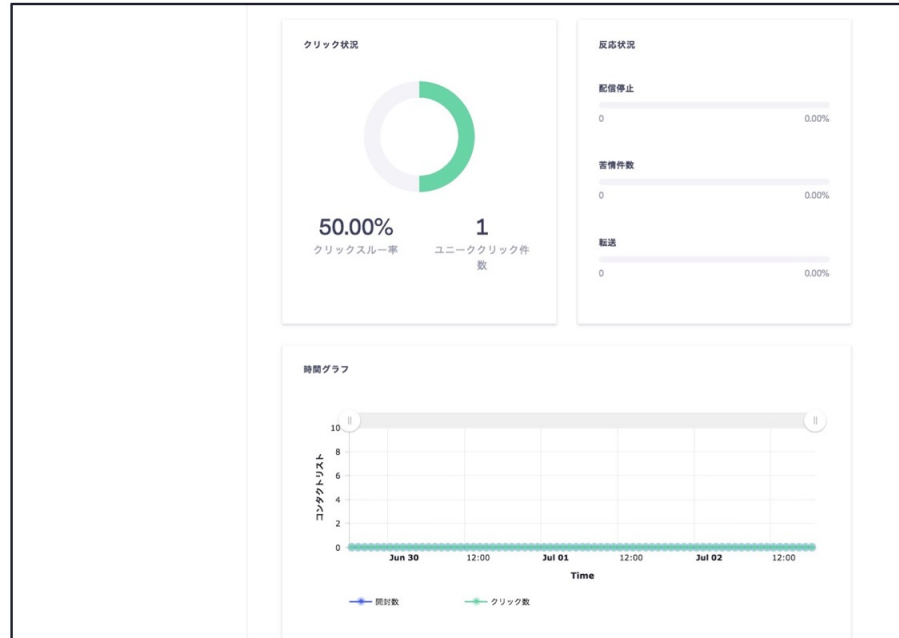 クリック状況
50.00%
クリックスルー率
1
ユニーククリック件
数
反応状況
配信停止
0 0.00%
苦情件数
0 0.00%
転送
0 0.00%
時間グラフ
コンタクトリスト
10
8
6
4
2
0
Jun 30 12:00 Jul 01 12:00 Jul 02 12:00
Time
開封数 クリック数